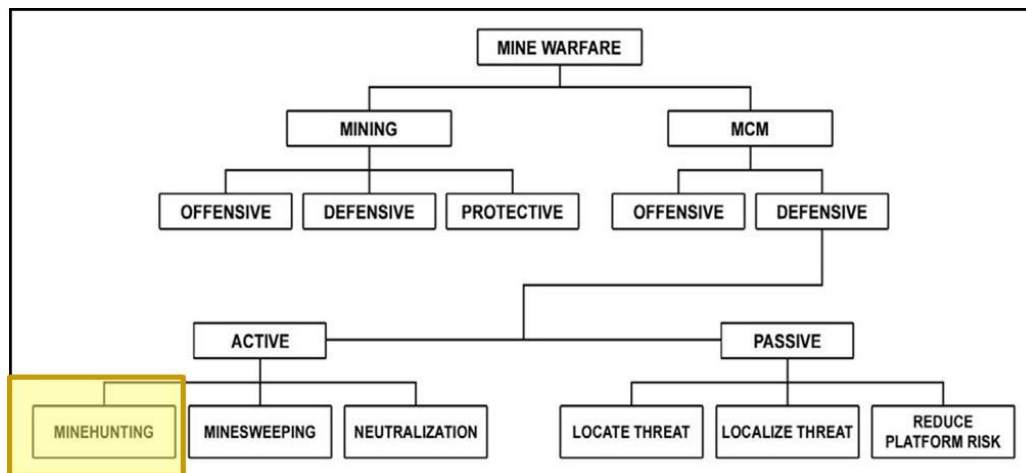 MINE WARFARE
MINING
MCM
OFFENSIVE
DEFENSIVE
PROTECTIVE
OFFENSIVE
DEFENSIVE
ACTIVE
PASSIVE
MINEHUNTING
MINESWEEPING
NEUTRALIZATION
LOCATE THREAT
LOCALIZE THREAT
REDUCE
PLATFORM RISK